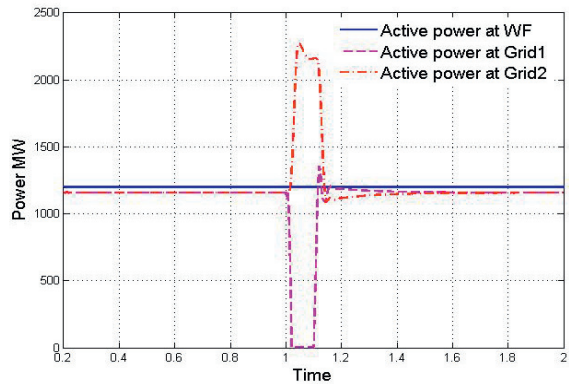 2500
2000
1500
1000
500
0
Power MW
Active power at WF
Active power at Grid1
Active power at Grid2
0.2 0.4 0.6 0.8 1 1.2 1.4 1.6 1.8 2
Time